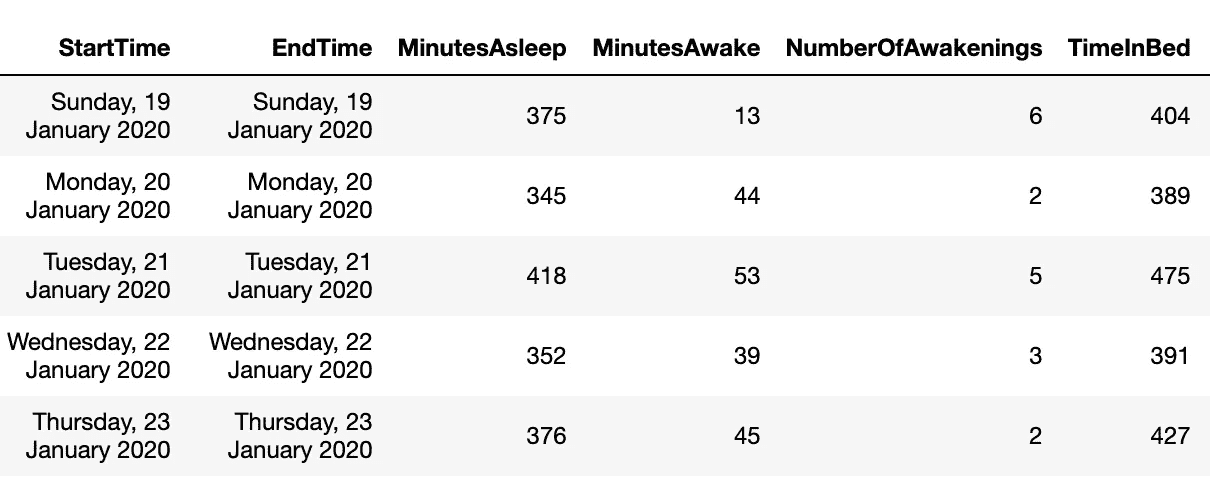 StartTime EndTime MinutesAsleep MinutesAwake NumberOfAwakenings TimeInBed
Sunday, 19 Sunday, 19
January 2020 January 2020 375 13 6 404
Monday, 20 Monday, 20
January 2020 January 2020 345 44 2 389
Tuesday, 21 Tuesday, 21
January 2020 January 2020 418 53 5 475
Wednesday, 22 Wednesday, 22
January 2020 January 2020 352 39 3 391
Thursday, 23 Thursday, 23
January 2020 January 2020 376 45 2 427